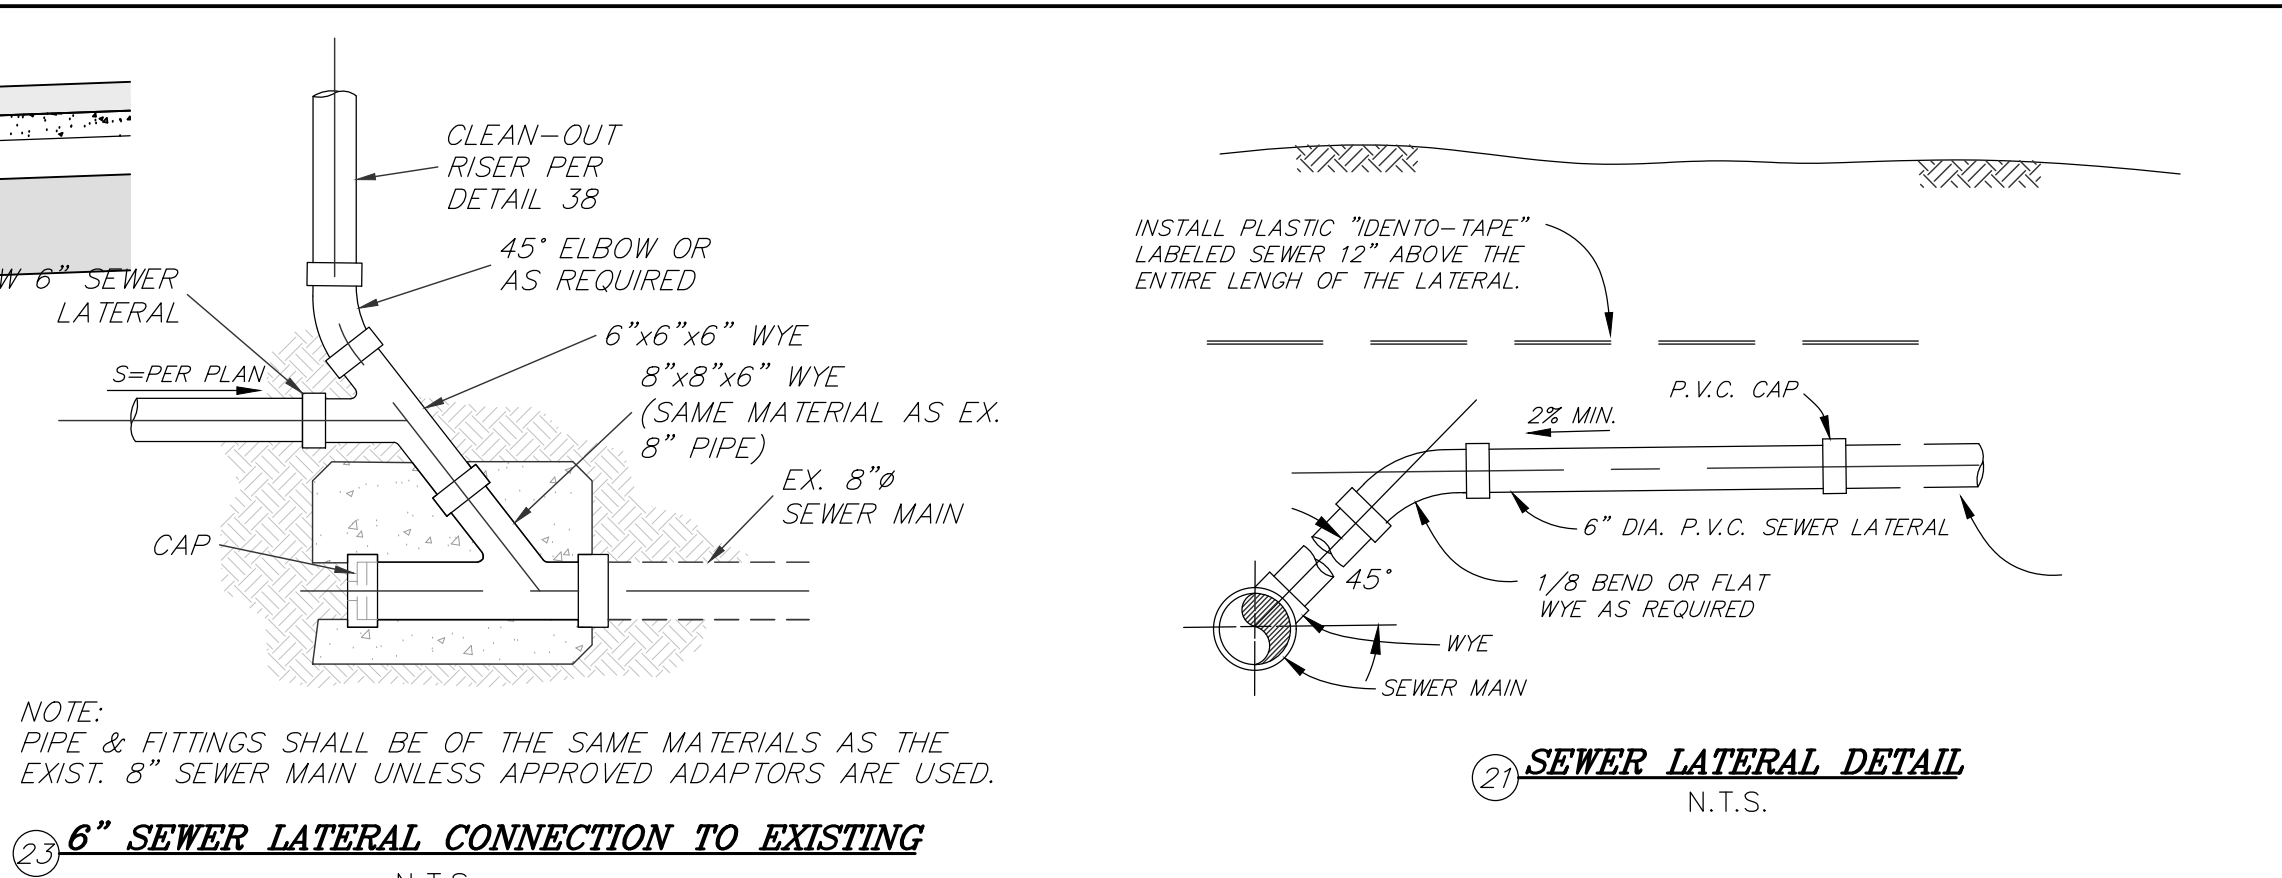 CLEAN-OUT
RISER PER
DETAIL 38
45° ELBOW OR
AS REQUIRED
W 6" SEWER
LATERAL
S=PER PLAN
6"x6"x6" WYE
8"x8"x6" WYE
(SAME MATERIAL AS EX.
8" PIPE)
EX. 8"ø
SEWER MAIN
CAP
NOTE:
PIPE & FITTINGS SHALL BE OF THE SAME MATERIALS AS THE
EXIST. 8" SEWER MAIN UNLESS APPROVED ADAPTORS ARE USED.
23 6" SEWER LATERAL CONNECTION TO EXISTING
N.T.S.
INSTALL PLASTIC "IDENTO-TAPE"
LABELED SEWER 12" ABOVE THE
ENTIRE LENGH OF THE LATERAL.
P.V.C. CAP
2% MIN.
6" DIA. P.V.C. SEWER LATERAL
45°
1/8 BEND OR FLAT
WYE AS REQUIRED
WYE
SEWER MAIN
21 SEWER LATERAL DETAIL
N.T.S.